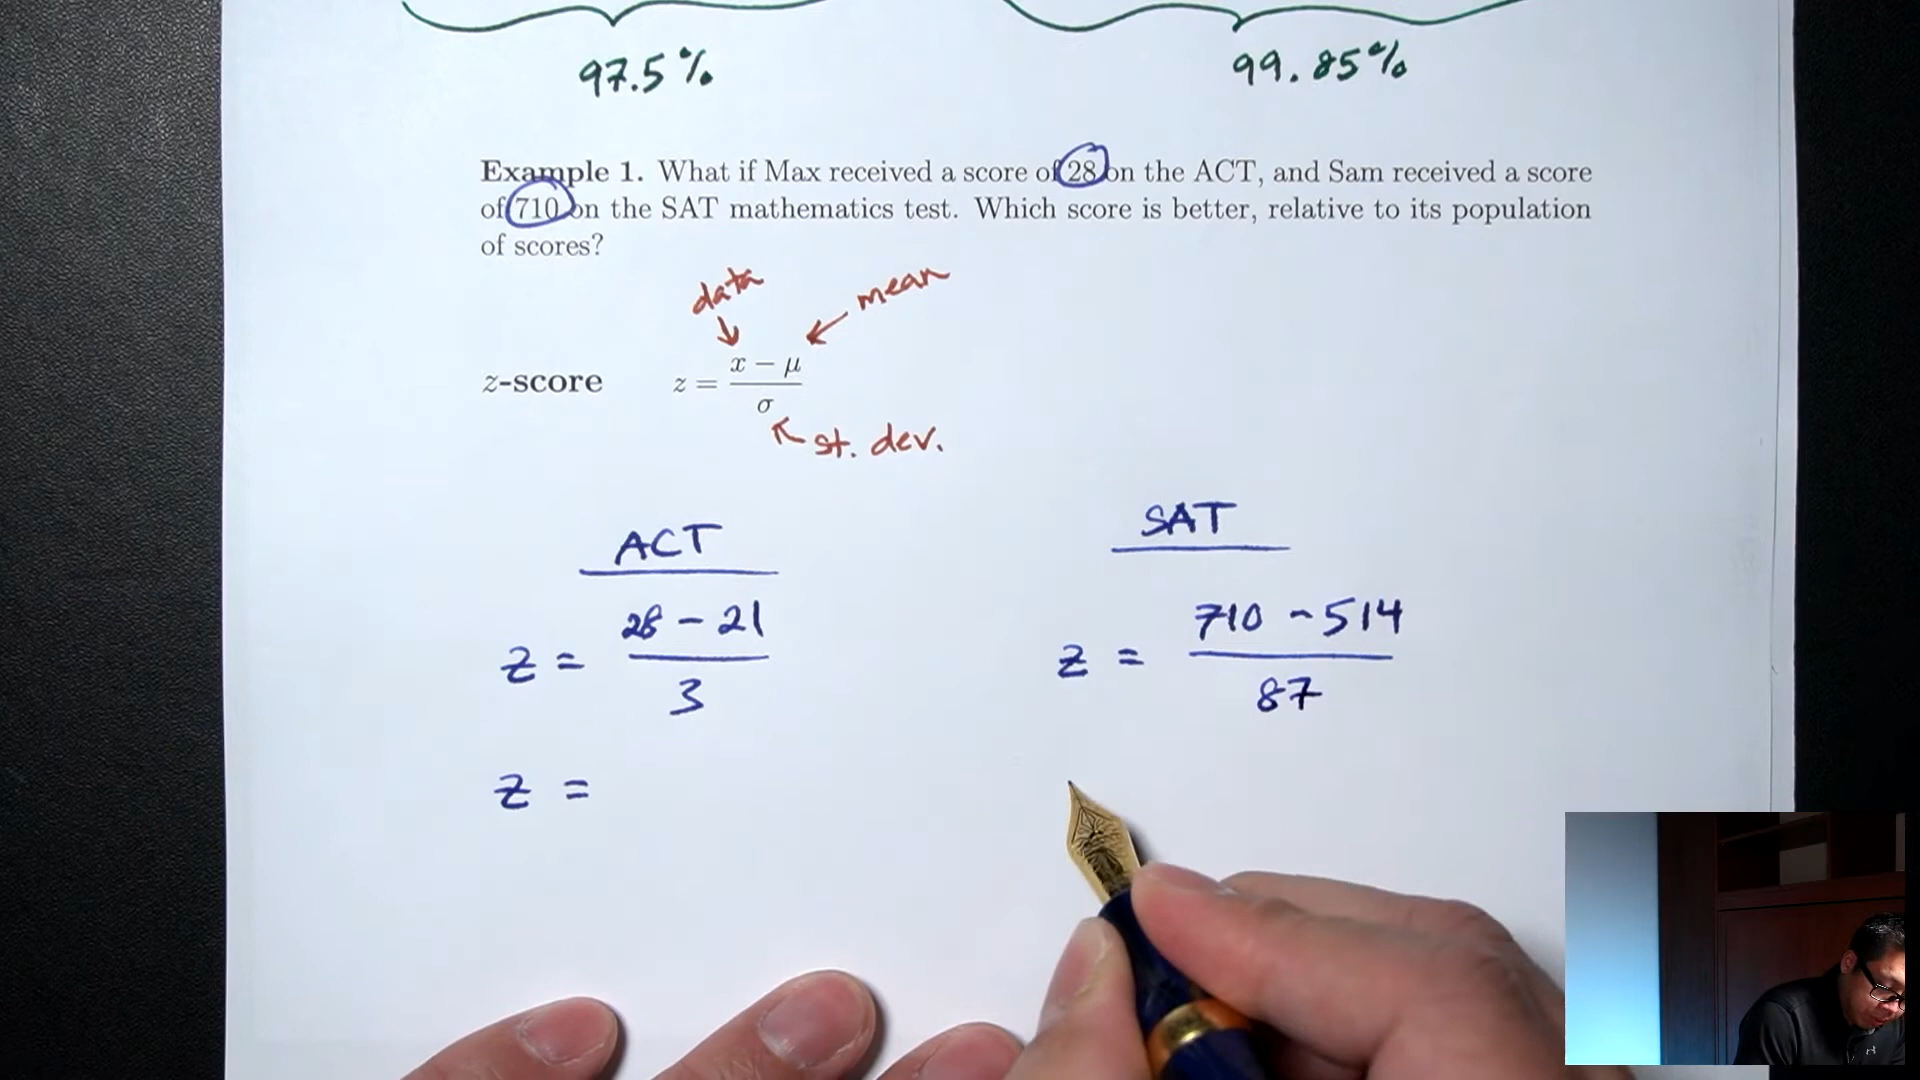 97.5%
99.85%
Example 1. What if Max received a score of 28 on the ACT, and Sam received a score
of 710 on the SAT mathematics test. Which score is better, relative to its population
of scores?
data
mean
z-score z = x − μ / σ
st. dev.
ACT
z = 28 - 21 / 3
z =
SAT
z = 710 - 514 / 87